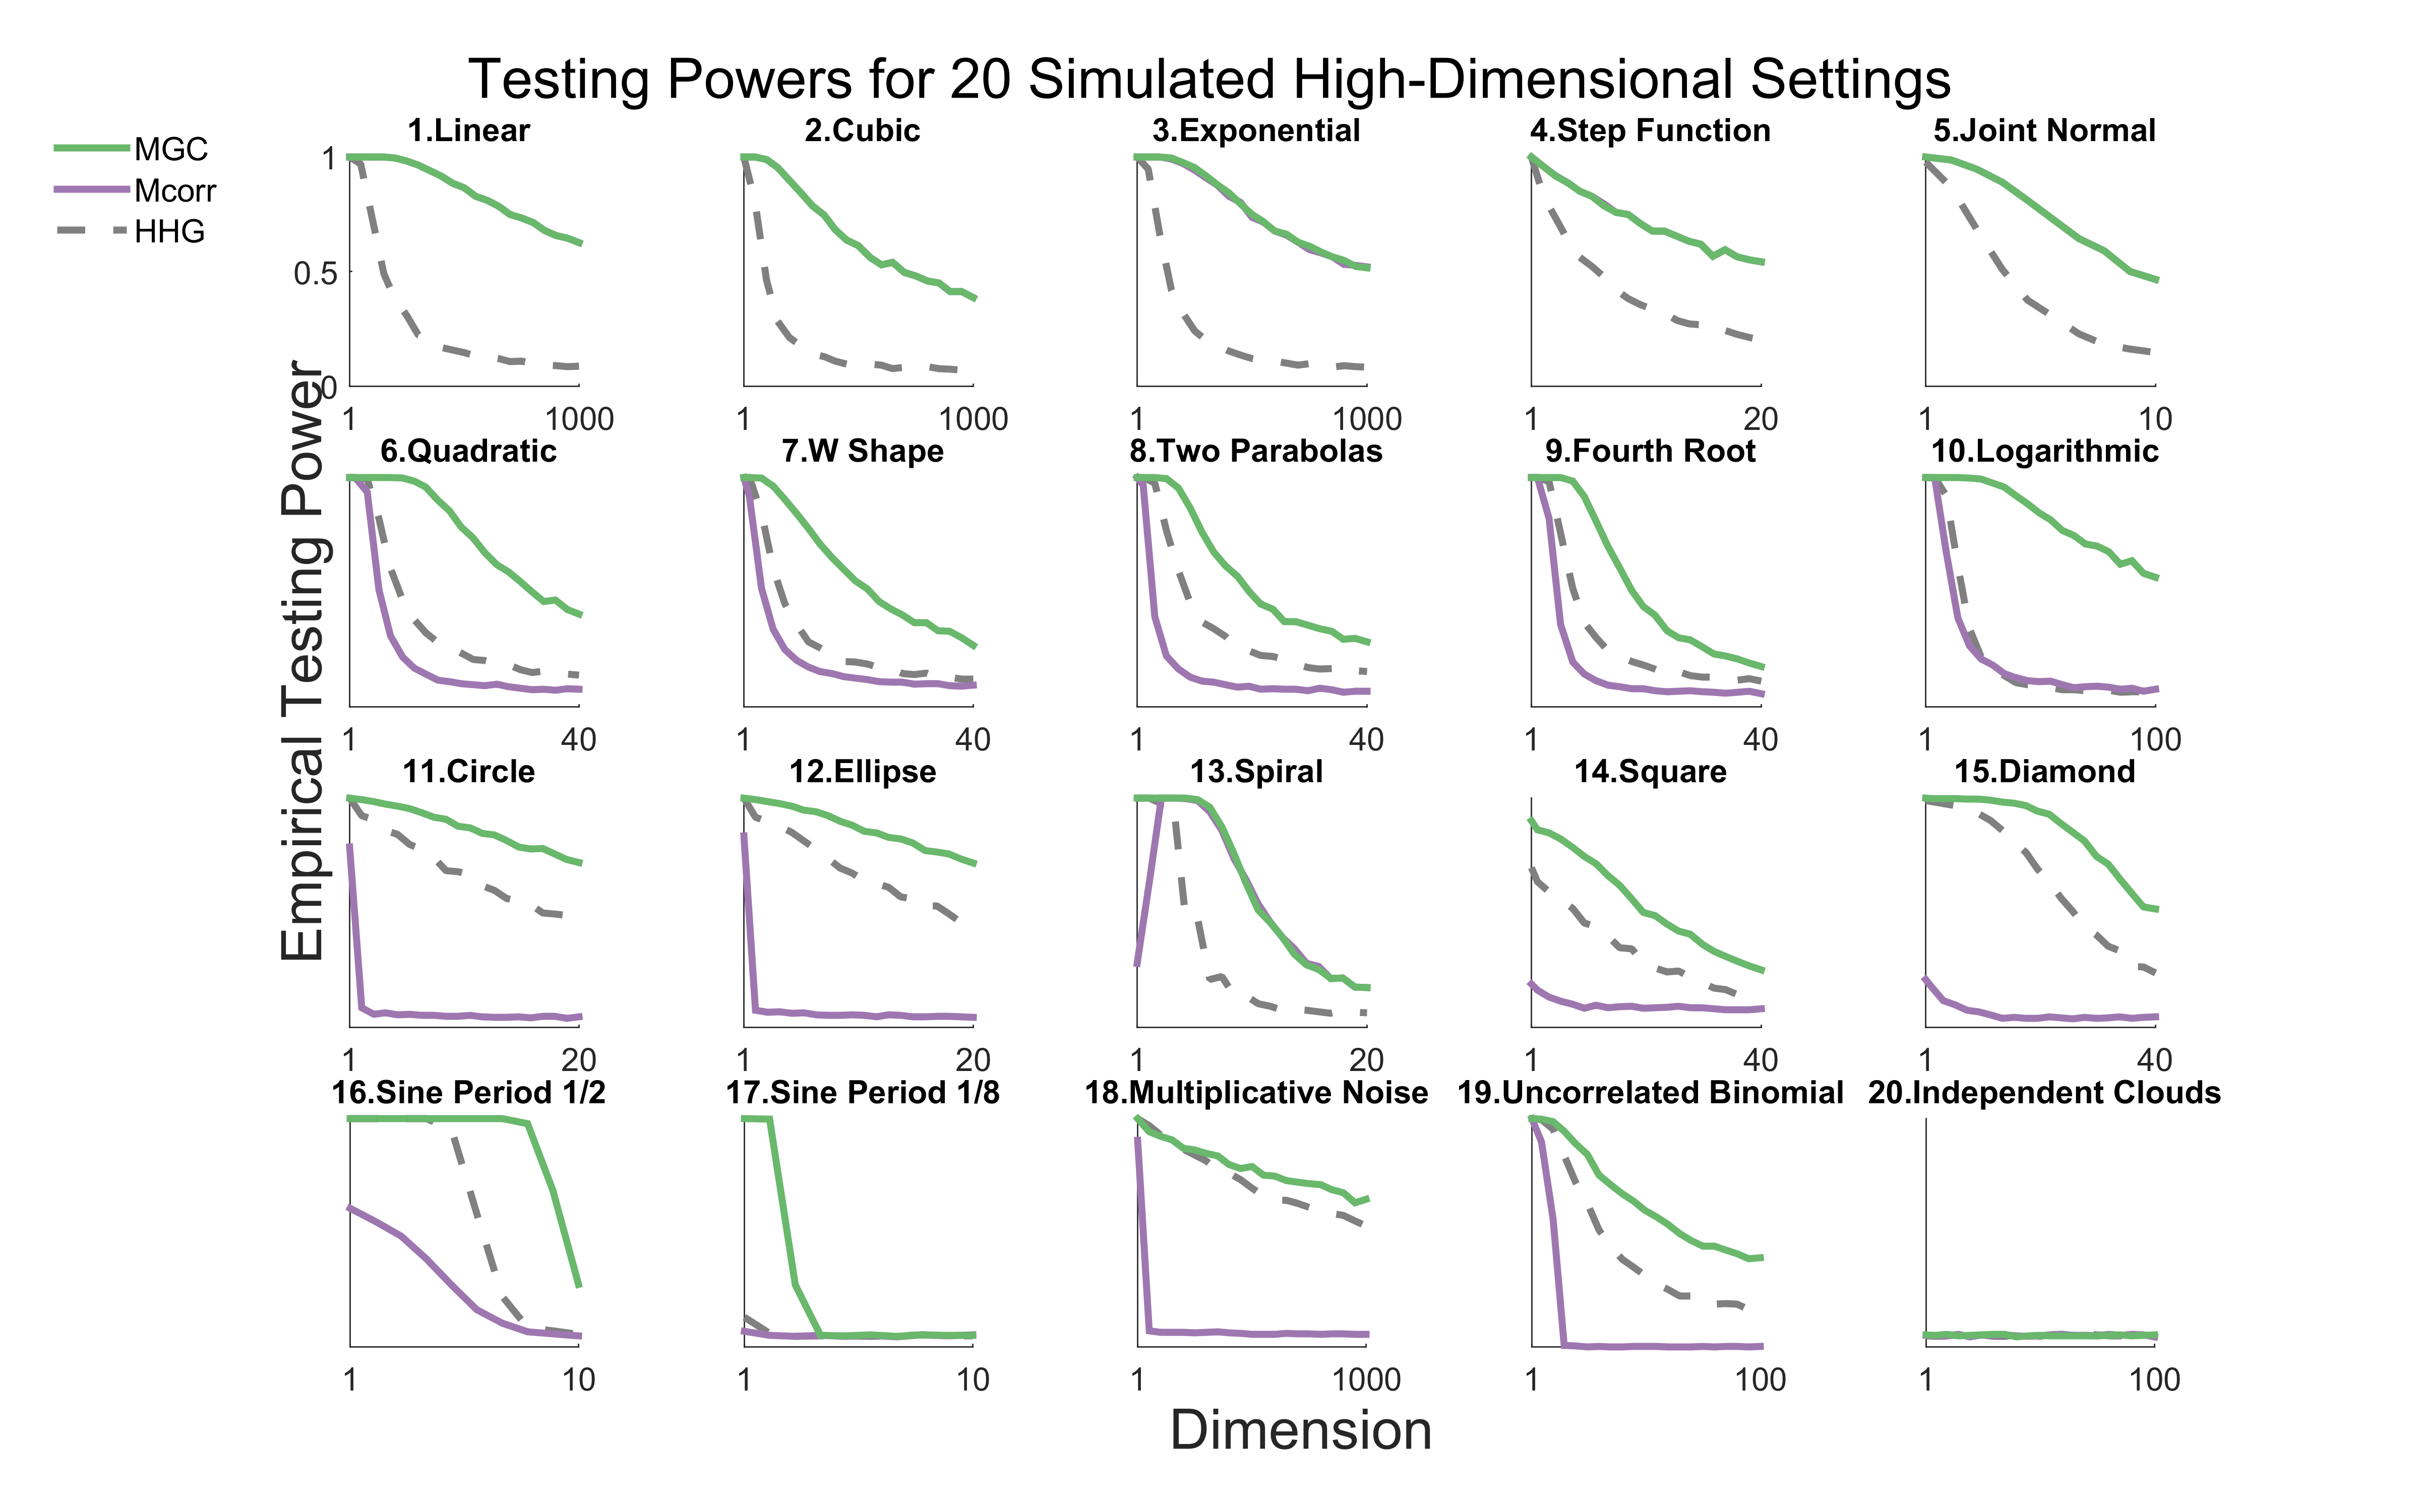 Testing Powers for 20 Simulated High-Dimensional Settings
MGC
Mcorr
HHG
Empirical Testing Power
1.Linear
1
0.5
0
1 1000
2.Cubic
1 1000
3.Exponential
1 1000
4.Step Function
1 20
5.Joint Normal
1 10
6.Quadratic
1 40
7.W Shape
1 40
8.Two Parabolas
1 40
9.Fourth Root
1 40
10.Logarithmic
1 100
11.Circle
1 20
12.Ellipse
1 20
13.Spiral
1 20
14.Square
1 40
15.Diamond
1 40
16.Sine Period 1/2
1 10
17.Sine Period 1/8
1 10
18.Multiplicative Noise
1 1000
19.Uncorrelated Binomial
1 100
20.Independent Clouds
1 100
Dimension